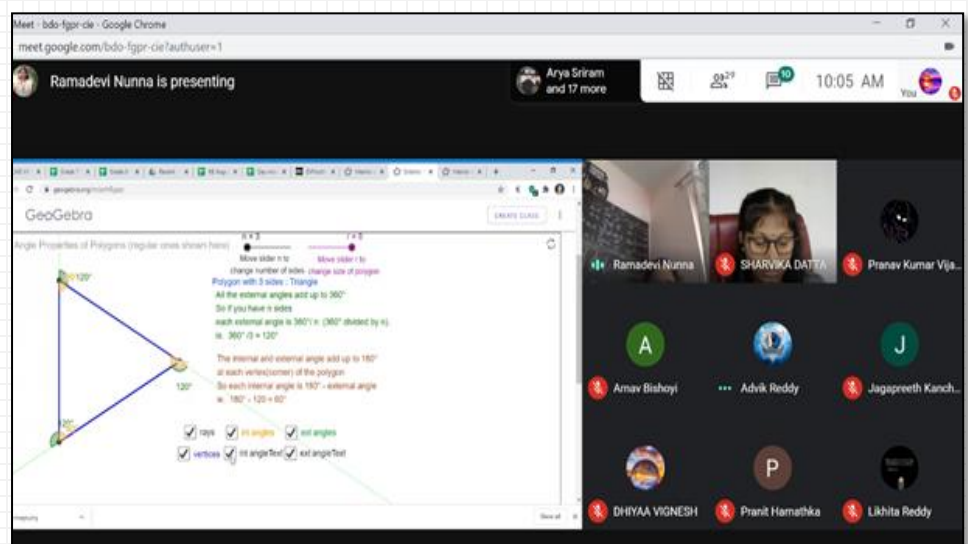 Meet - bdo-fgpr-cie - Google Chrome
meet.google.com/bdo-fgpr-cie?authuser=1
Ramadevi Nunna is presenting
Arya Sriram
and 17 more
29
10
10:05 AM
You
GeoGebra
CREATE CLASS
Angle Properties of Polygons (regular ones shown here)
n = 3
Move slider n to
change number of sides
Move slider to
change size of polygon
Polygon with 3 sides : Triangle
All the external angles add up to 360°
So if you have n sides
each external angle is 360°/ n (360° divided by n).
ie. 360° /3 = 120°
The internal and external angle add up to 180°
at each vertex(corner) of the polygon
So each internal angle is 180° - external angle
ie. 180° - 120 = 60°
120°
120°
120°
rays
int angles
ext angles
vertices
int angleText
ext angleText
Show all
Ramadevi Nunna
SHARVIKA DATTA
Pranav Kumar Vija...
A
Arnav Bishoyi
Advik Reddy
J
Jagapreeth Kanch...
DHIYAA VIGNESH
P
Pranit Hamathka
Likhita Reddy